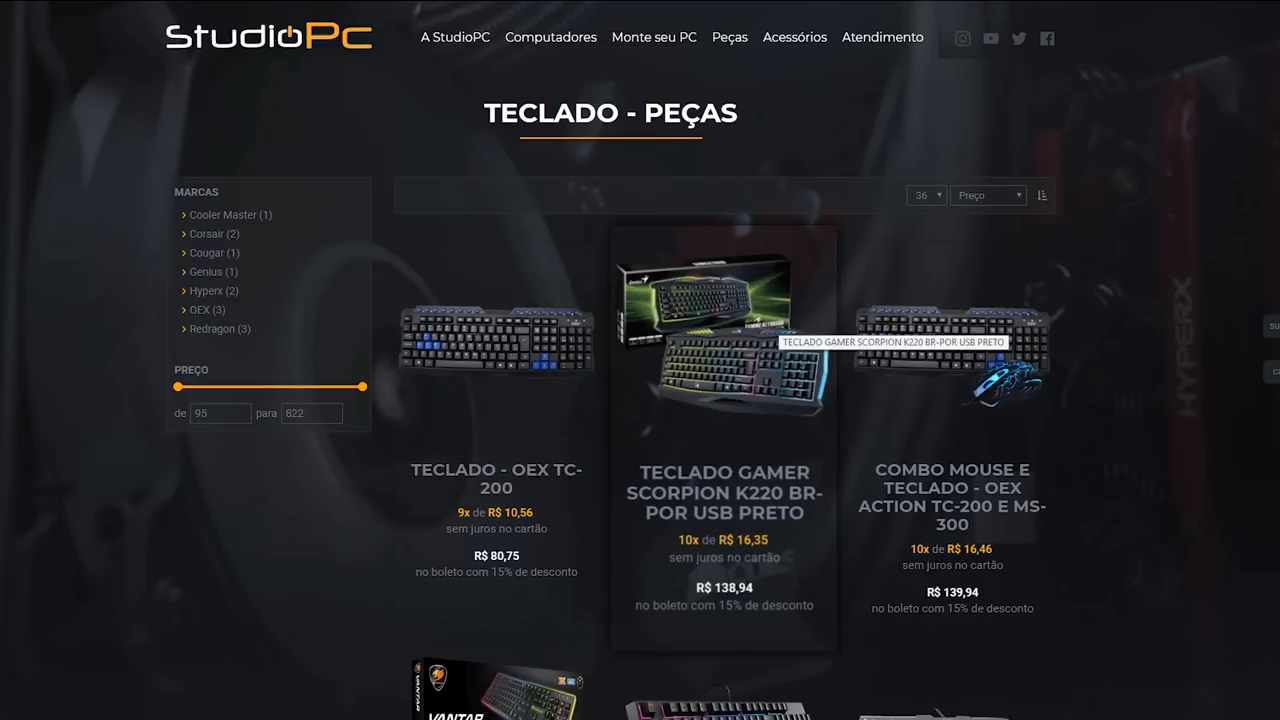 StudioPc
A StudioPC Computadores Monte seu PC Peças Acessórios Atendimento
TECLADO - PEÇAS
MARCAS
Cooler Master (1)
Corsair (2)
Cougar (1)
Genius (1)
Hyperx (2)
OEX (3)
Redragon (3)
PREÇO
de 95 para 822
36 Preço
TECLADO GAMER SCORPION K220 BR-POR USB PRETO
TECLADO - OEX TC-
200
9x de R$ 10,56
sem juros no cartão
R$ 80,75
no boleto com 15% de desconto
TECLADO GAMER
SCORPION K220 BR-
POR USB PRETO
10x de R$ 16,35
sem juros no cartão
R$ 138,94
no boleto com 15% de desconto
COMBO MOUSE E
TECLADO - OEX
ACTION TC-200 E MS-
300
10x de R$ 16,46
sem juros no cartão
R$ 139,94
no boleto com 15% de desconto
HYPERX
VANTAR
VANTAR